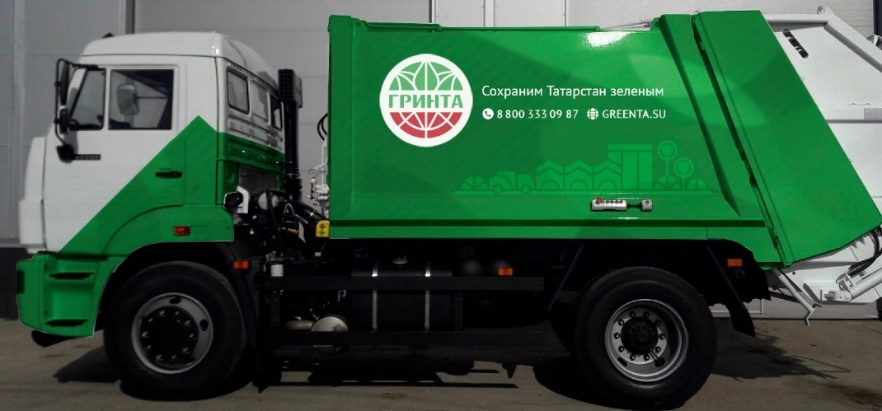 ГРИНТА
Сохраним Татарстан зеленым
8 800 333 09 87 GREENTA.SU